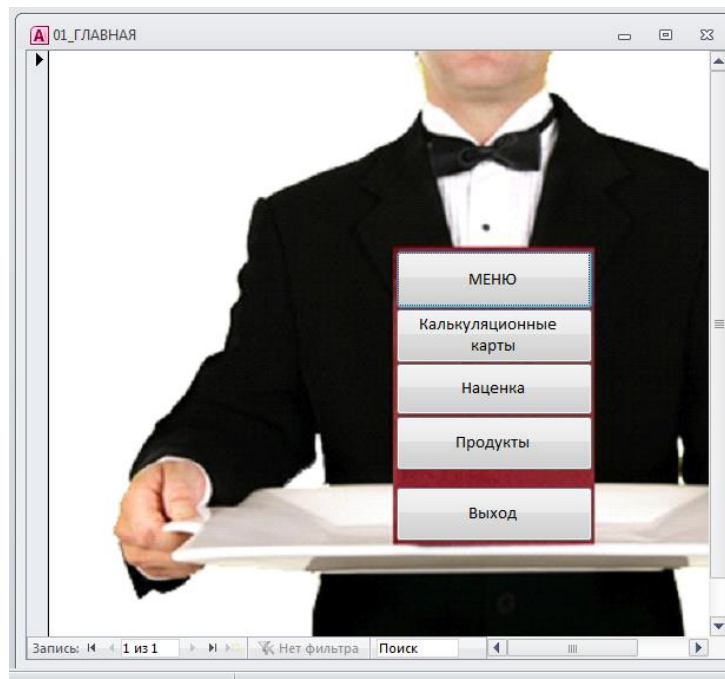 01_ГЛАВНАЯ
МЕНЮ
Калькуляционные
карты
Наценка
Продукты
Выход
Запись: 1 из 1 Нет фильтра Поиск